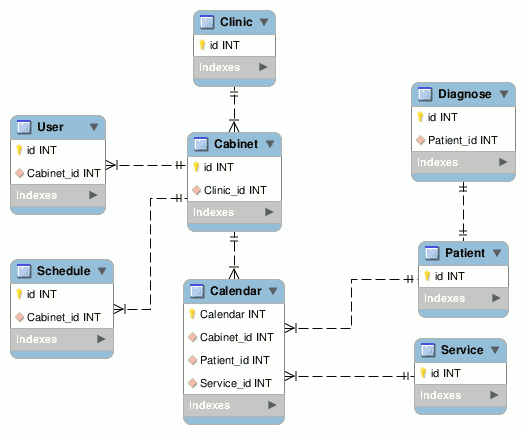 Clinic
id INT
Indexes
User
id INT
Cabinet_id INT
Indexes
Cabinet
id INT
Clinic_id INT
Indexes
Diagnose
id INT
Patient_id INT
Indexes
Schedule
id INT
Cabinet_id INT
Indexes
Calendar
Calendar INT
Cabinet_id INT
Patient_id INT
Service_id INT
Indexes
Patient
id INT
Indexes
Service
id INT
Indexes